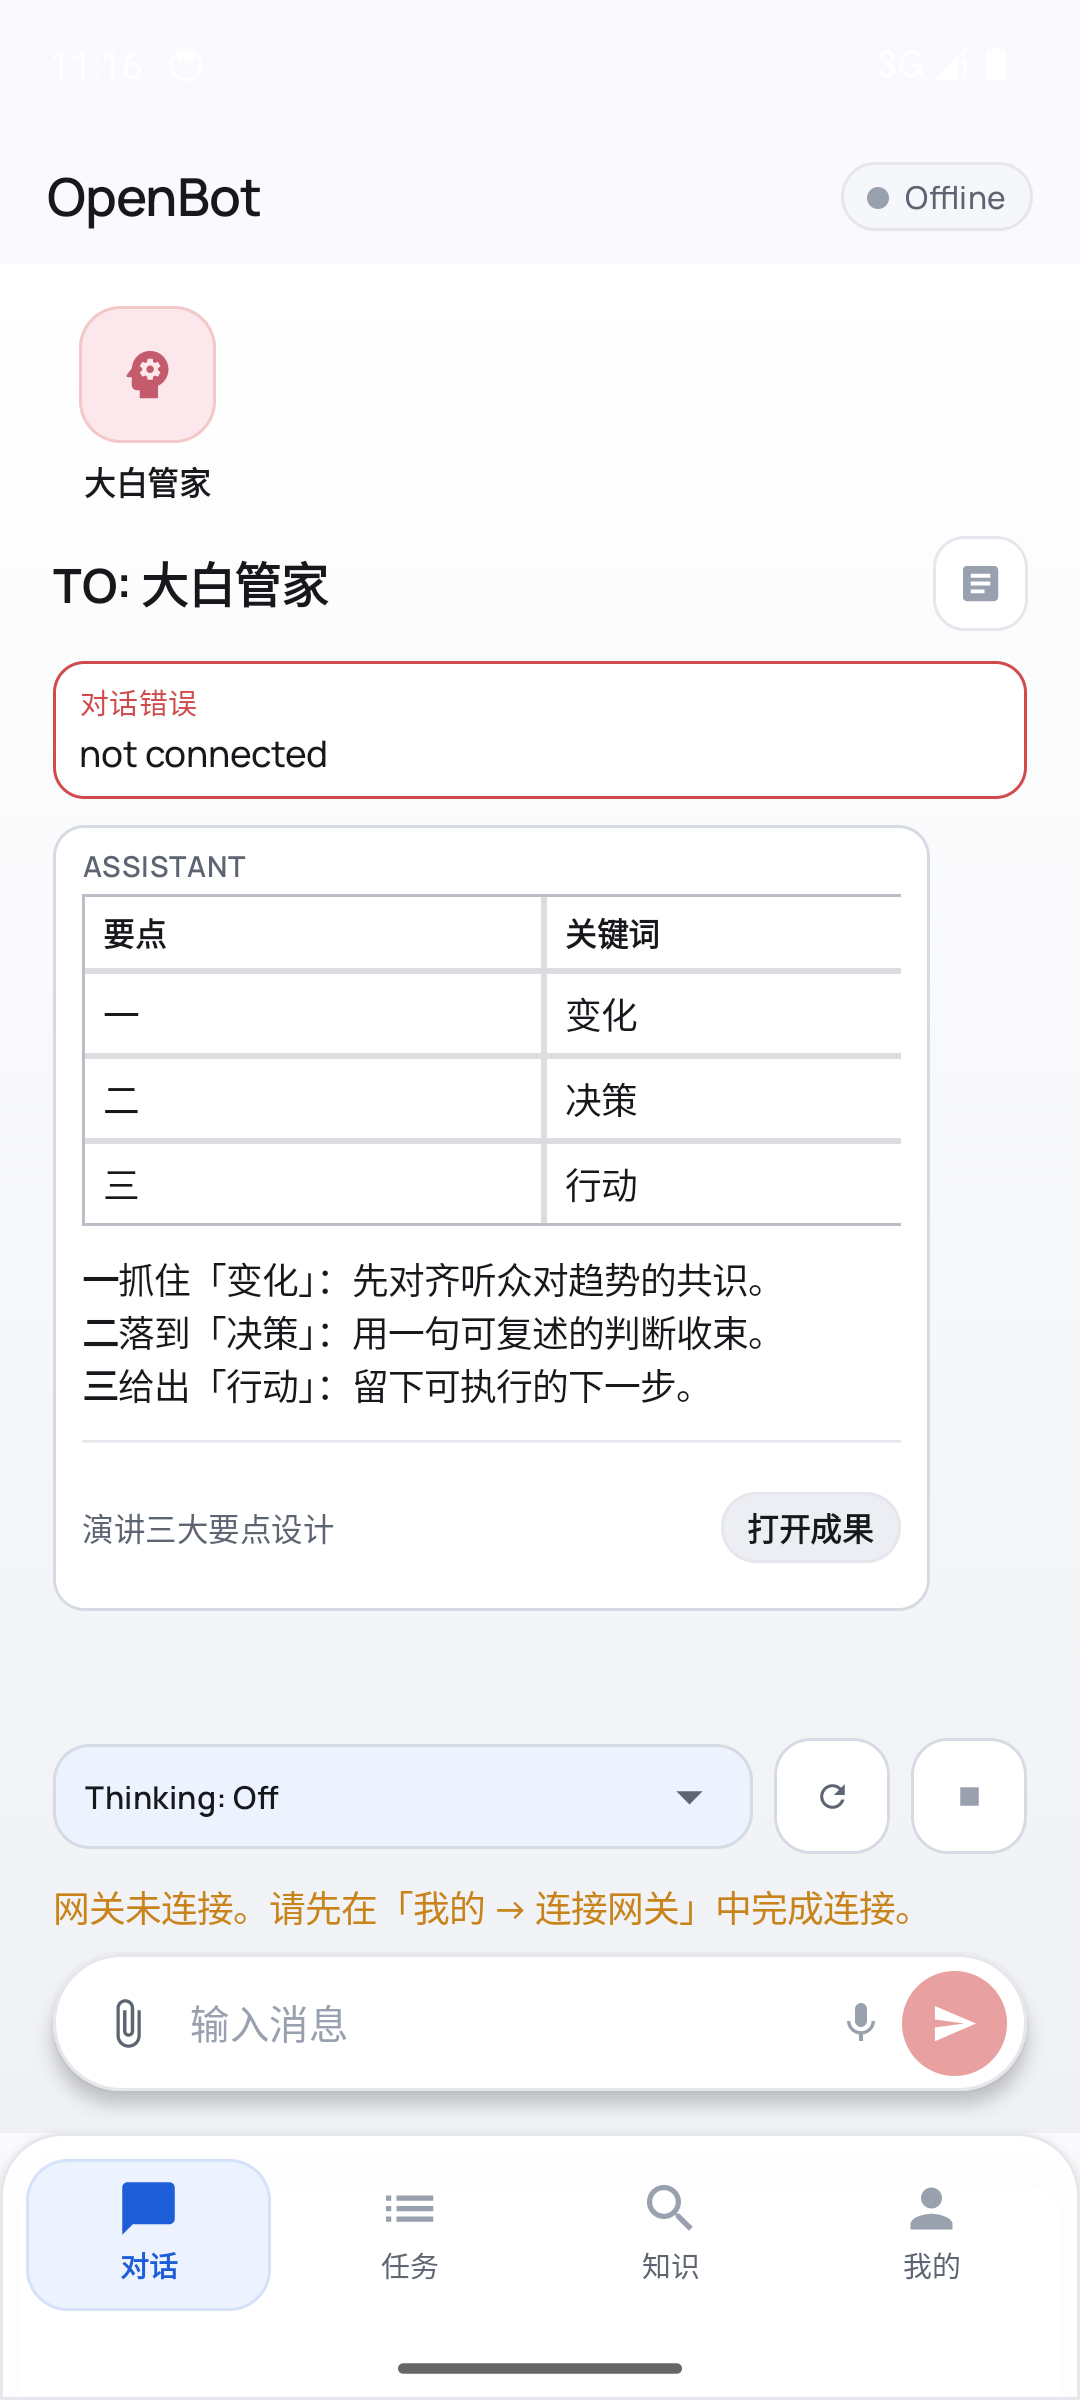 11:16
3G
OpenBot
Offline
大白管家
TO: 大白管家
对话错误
not connected
ASSISTANT
要点 关键词
一 变化
二 决策
三 行动
一抓住「变化」：先对齐听众对趋势的共识。
二落到「决策」：用一句可复述的判断收束。
三给出「行动」：留下可执行的下一步。
演讲三大要点设计
打开成果
Thinking: Off
网关未连接。请先在「我的 → 连接网关」中完成连接。
输入消息
对话 任务 知识 我的